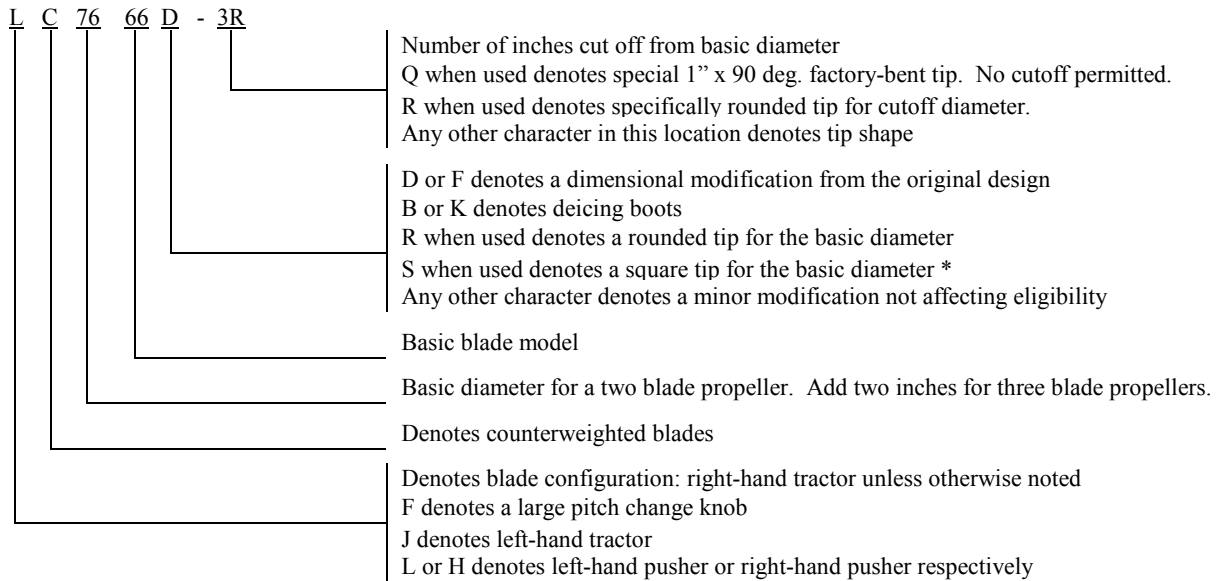 L C 76 66 D - 3R
Number of inches cut off from basic diameter
Q when used denotes special 1” x 90 deg. factory-bent tip. No cutoff permitted.
R when used denotes specifically rounded tip for cutoff diameter.
Any other character in this location denotes tip shape
D or F denotes a dimensional modification from the original design
B or K denotes deicing boots
R when used denotes a rounded tip for the basic diameter
S when used denotes a square tip for the basic diameter *
Any other character denotes a minor modification not affecting eligibility
Basic blade model
Basic diameter for a two blade propeller. Add two inches for three blade propellers.
Denotes counterweighted blades
Denotes blade configuration: right-hand tractor unless otherwise noted
F denotes a large pitch change knob
J denotes left-hand tractor
L or H denotes left-hand pusher or right-hand pusher respectively